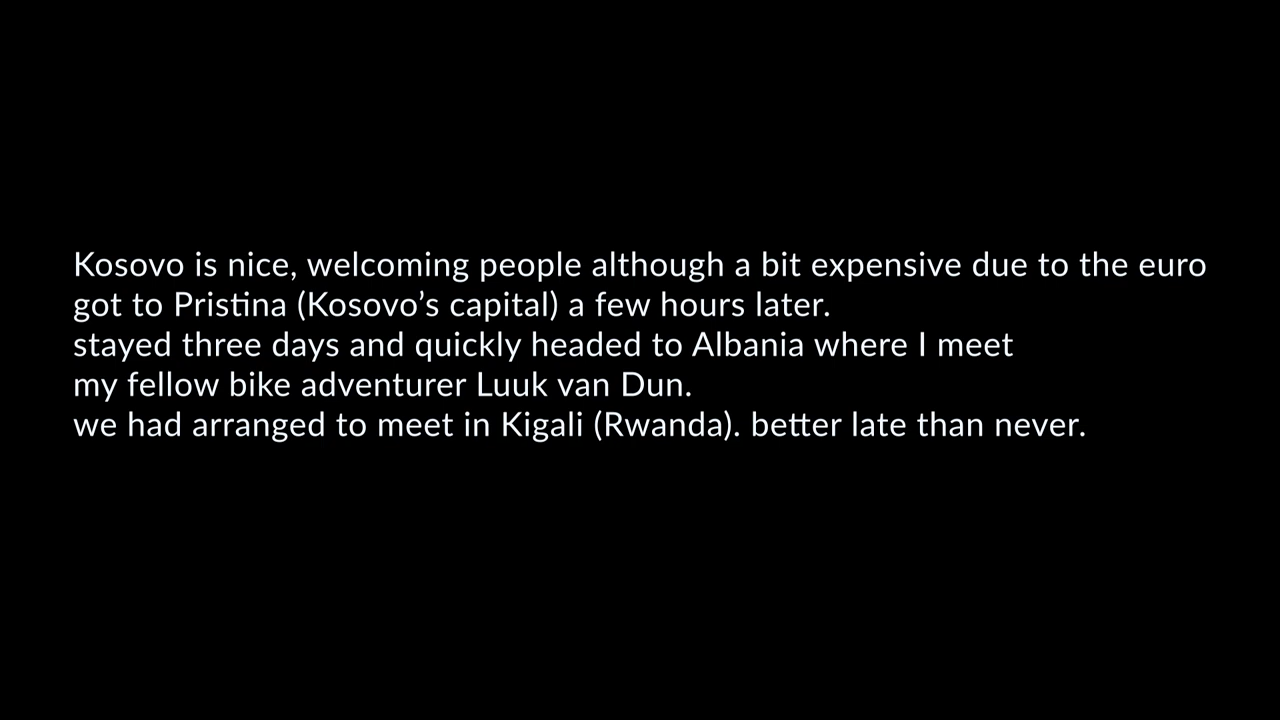 Kosovo is nice, welcoming people although a bit expensive due to the euro
got to Pristina (Kosovo’s capital) a few hours later.
stayed three days and quickly headed to Albania where I meet
my fellow bike adventurer Luuk van Dun.
we had arranged to meet in Kigali (Rwanda). better late than never.